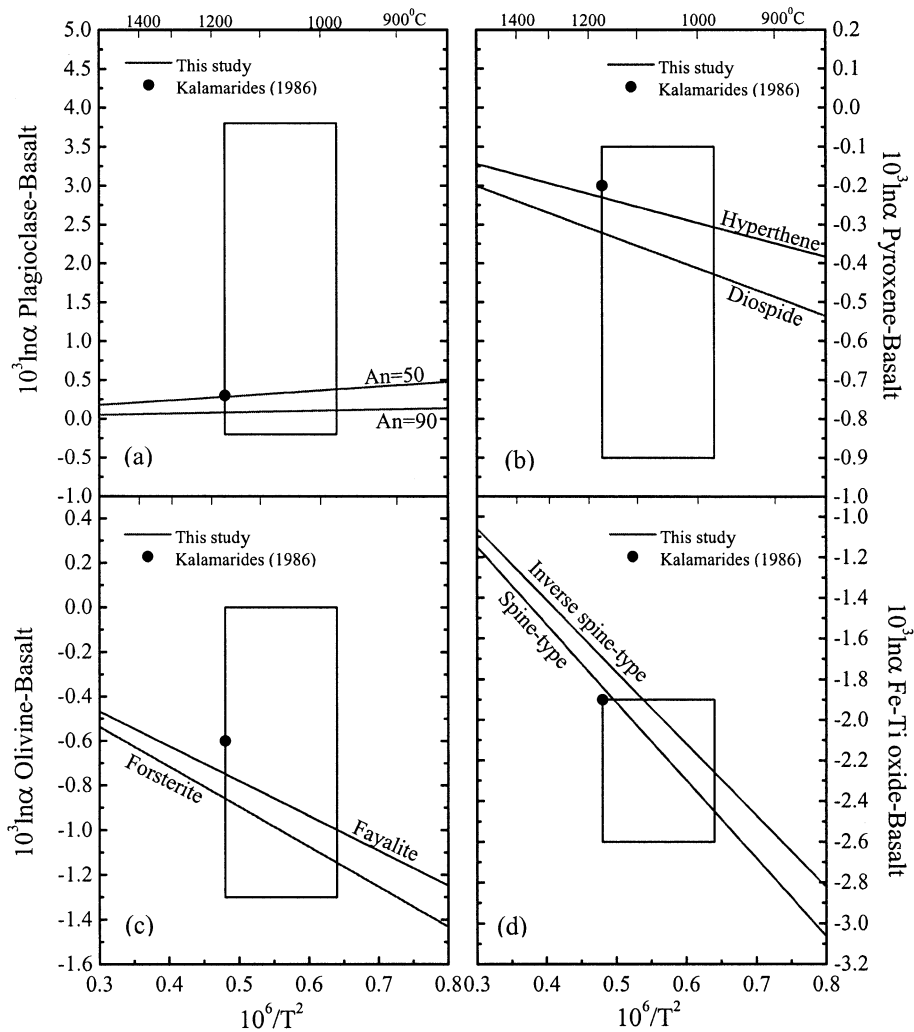 1400 1200 1000 900⁰C
1400 1200 1000 900⁰C
5.0
4.5
4.0
3.5
3.0
2.5
2.0
1.5
1.0
0.5
0.0
-0.5
-1.0
10³lnα Plagioclase-Basalt
This study
Kalamarides (1986)
An=50
An=90
(a)
This study
Kalamarides (1986)
Hyperthene
Diospide
(b)
0.2
0.1
0.0
-0.1
-0.2
-0.3
-0.4
-0.5
-0.6
-0.7
-0.8
-0.9
-1.0
10³lnα Pyroxene-Basalt
0.4
0.2
0.0
-0.2
-0.4
-0.6
-0.8
-1.0
-1.2
-1.4
-1.6
10³lnα Olivine-Basalt
This study
Kalamarides (1986)
Forsterite
Fayalite
(c)
0.3 0.4 0.5 0.6 0.7 0.8
10⁶/T²
This study
Kalamarides (1986)
Inverse spine-type
Spine-type
(d)
-1.0
-1.2
-1.4
-1.6
-1.8
-2.0
-2.2
-2.4
-2.6
-2.8
-3.0
-3.2
10³lnα Fe-Ti oxide-Basalt
0.3 0.4 0.5 0.6 0.7 0.8
10⁶/T²